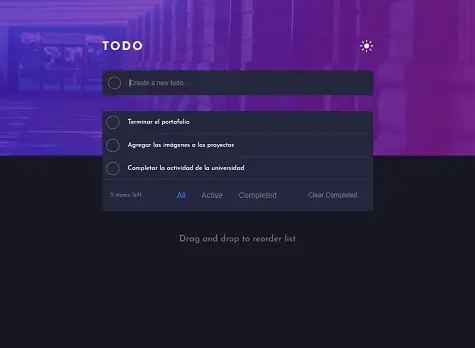 TODO
Create a new todo..
Terminar el portafolio
Agregar las imágenes a los proyectos
Completar la actividad de la universidad
3 items left All Active Completed Clear Completed
Drag and drop to reorder list